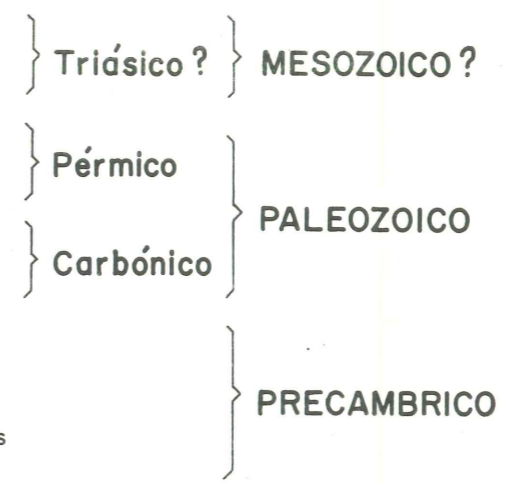 Triásico ? MESOZOICO ?
Pérmico
PALEOZOICO
Carbónico
PRECAMBRICO
s